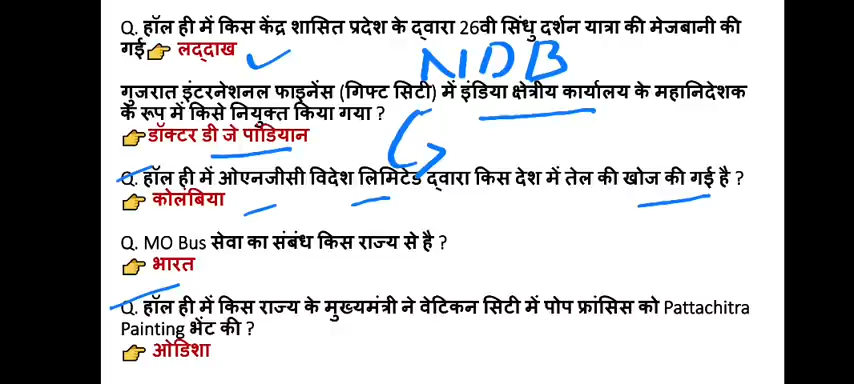 Q. हॉल ही में किस केंद्र शासित प्रदेश के द्वारा 26वी सिंधु दर्शन यात्रा की मेजबानी की
गई👉 लद्दाख
NDB
गुजरात इंटरनेशनल फाइनेंस (गिफ्ट सिटी) में इंडिया क्षेत्रीय कार्यालय के महानिदेशक
के रूप में किसे नियुक्त किया गया ?
👉डॉक्टर डी जे पांडियान
Q. हॉल ही में ओएनजीसी विदेश लिमिटेड द्वारा किस देश में तेल की खोज की गई है ?
👉 कोलंबिया
Q. MO Bus सेवा का संबंध किस राज्य से है ?
👉 भारत
Q. हॉल ही में किस राज्य के मुख्यमंत्री ने वेटिकन सिटी में पोप फ्रांसिस को Pattachitra
Painting भेंट की ?
👉 ओडिशा